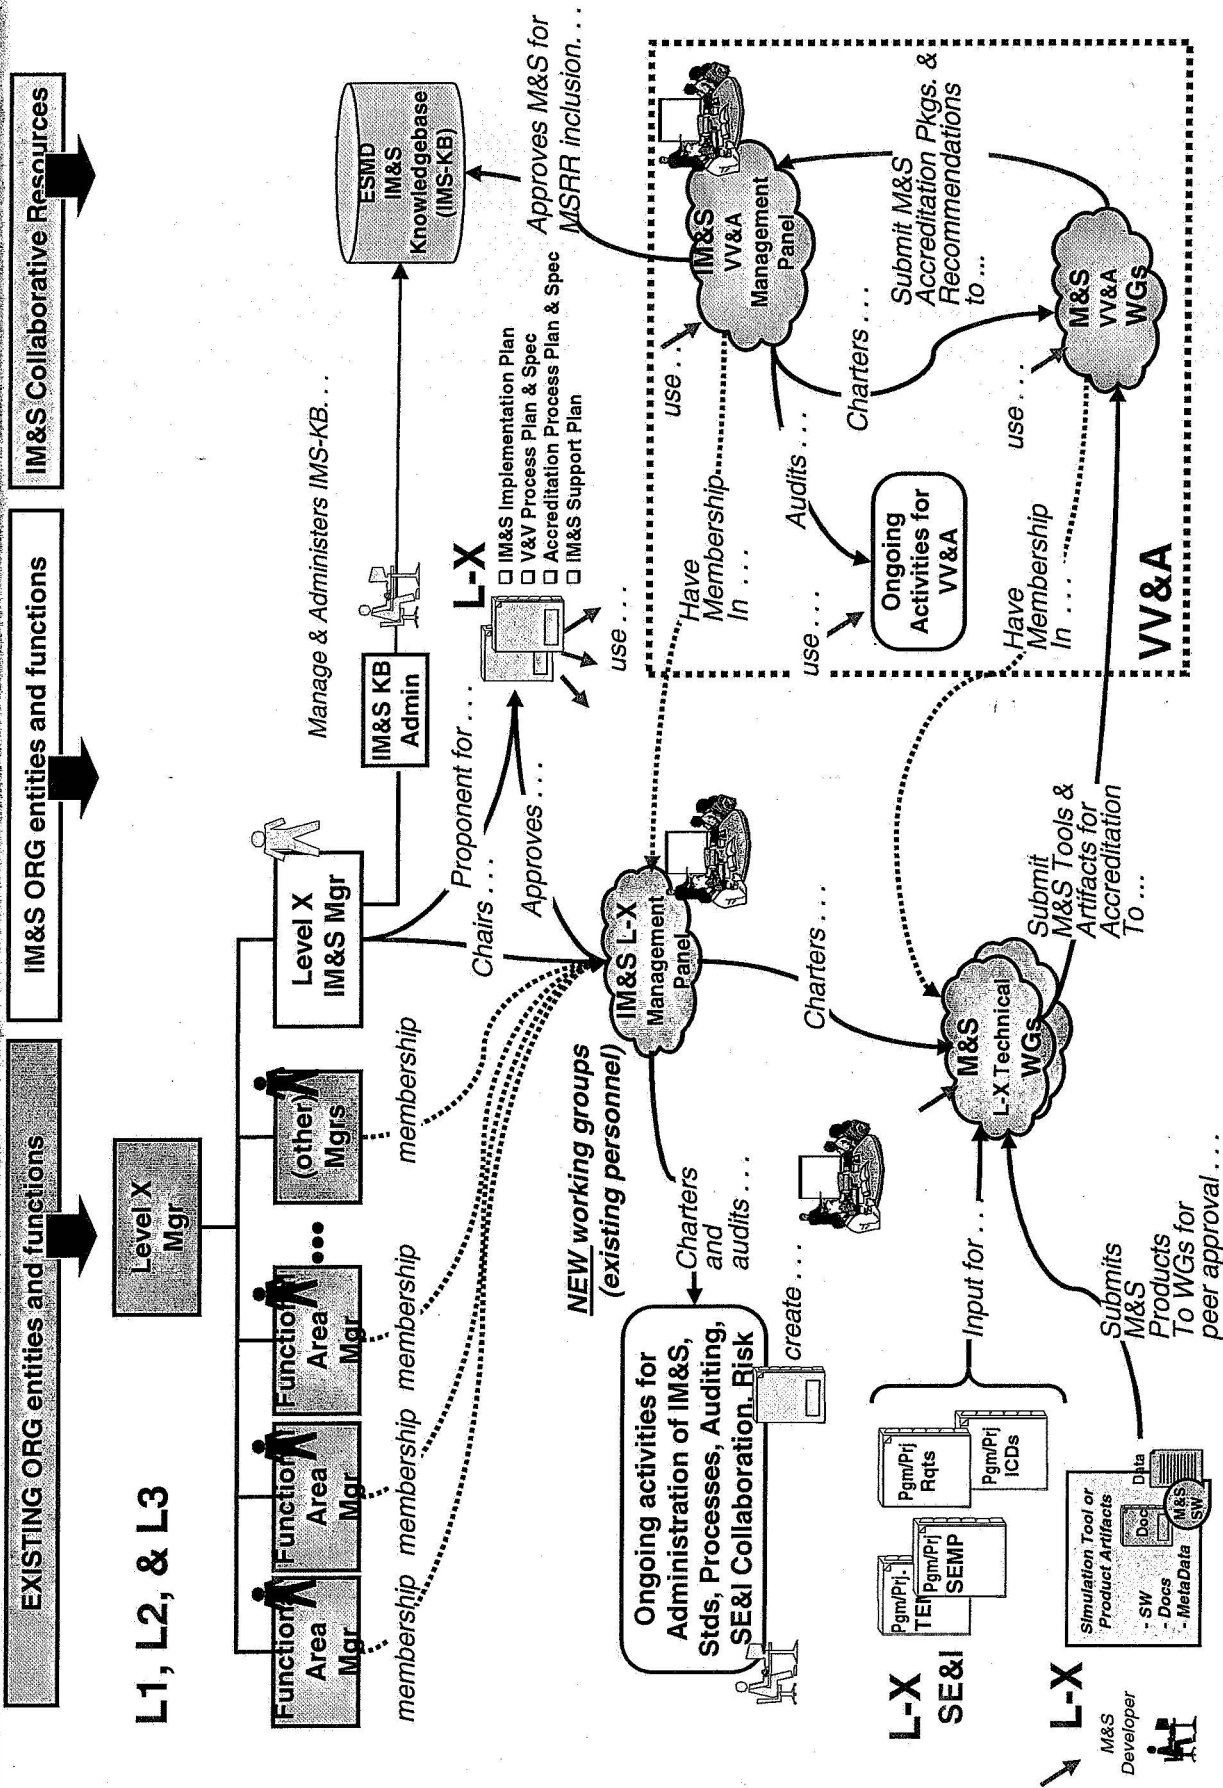 EXISTING ORG entities and functions
IM&S ORG entities and functions
IM&S Collaborative Resources
L1, L2, & L3
Level X
Mgr
Function
Area
Mgr
Function
Area
Mgr
Function
Area
Mgr
•••
(other)
Mgrs
Level X
IM&S Mgr
IM&S KB
Admin
Manage & Administers IMS-KB...
ESMD
IM&S
Knowledgebase
(IMS-KB)
membership
membership
membership
membership
Chairs...
Proponent for...
Approves...
L-X
IM&S Implementation Plan
V&V Process Plan & Spec
Accreditation Process Plan & Spec
IM&S Support Plan
use...
Approves M&S for
MSRR inclusion...
NEW working groups
(existing personnel)
IM&S L-X
Management
Panel
Have
Membership
In...
use...
IM&S
VV&A
Management
Panel
Ongoing activities for
Administration of IM&S,
Stds, Processes, Auditing,
SE&I Collaboration, Risk
Charters
and
audits...
create...
Charters...
use...
Audits...
Ongoing
Activities for
VV&A
Charters...
Submit M&S
Accreditation Pkgs. &
Recommendations
to...
L-X
SE&I
Pgm/Prj.
Pgm/Prj
SEMP
Pgm/Prj
Rqts
Pgm/Prj
ICDs
Input for...
M&S
L-X Technical
WGs
Submit
M&S Tools &
Artifacts for
Accreditation
To...
Have
Membership
In...
use...
M&S
VV&A
WGs
VV&A
L-X
M&S
Developer
Simulation Tool or
Product Artifacts
- SW
- Docs
- MetaData
Doc
Data
M&S
SW
Submits
M&S
Products
To WGs for
peer approval...